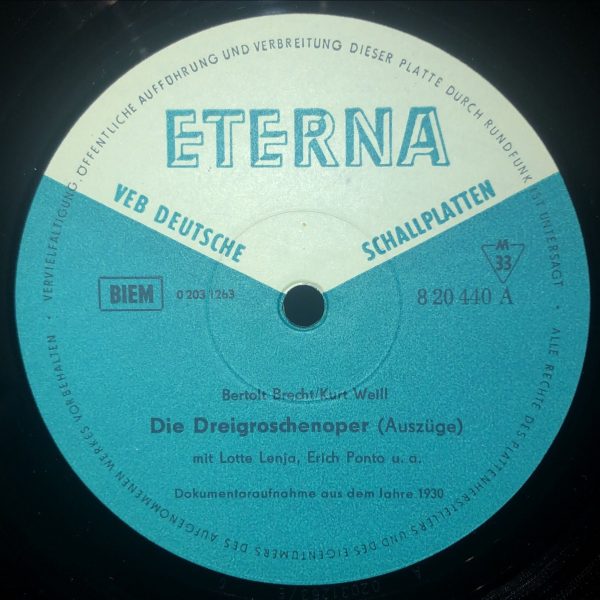 VERVIELFÄLTIGUNG, ÖFFENTLICHE AUFFÜHRUNG UND VERBREITUNG DIESER PLATTE DURCH RUNDFUNK IST UNTERSAGT
ETERNA
VEB DEUTSCHE SCHALLPLATTEN
BIEM
0 203 1263
M
33
8 20 440 A
Bertolt Brecht/Kurt Weill
Die Dreigroschenoper (Auszüge)
mit Lotte Lenja, Erich Ponto u. a.
Dokumentaraufnahme aus dem Jahre 1930
• ALLE RECHTE DES PLATTENHERSTELLERS UND DES EIGENTÜMERS DES AUFGENOMMENEN WERKES VORBEHALTEN •